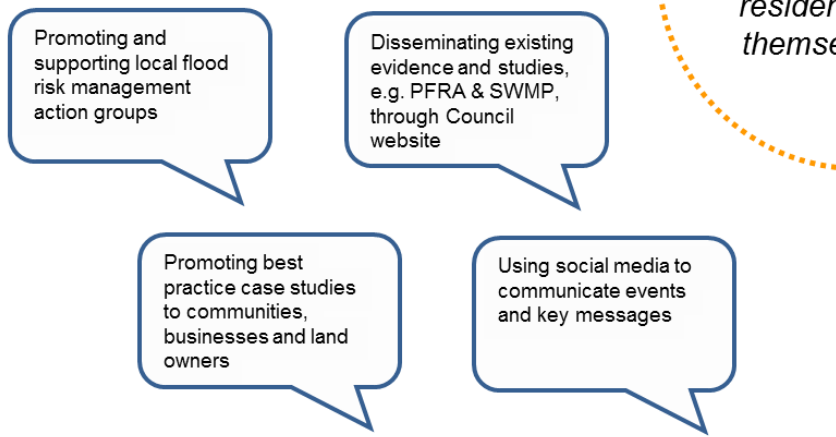 Promoting and
supporting local flood
risk management
action groups
Disseminating existing
evidence and studies,
e.g. PFRA & SWMP,
through Council
website
Promoting best
practice case studies
to communities,
businesses and land
owners
Using social media to
communicate events
and key messages